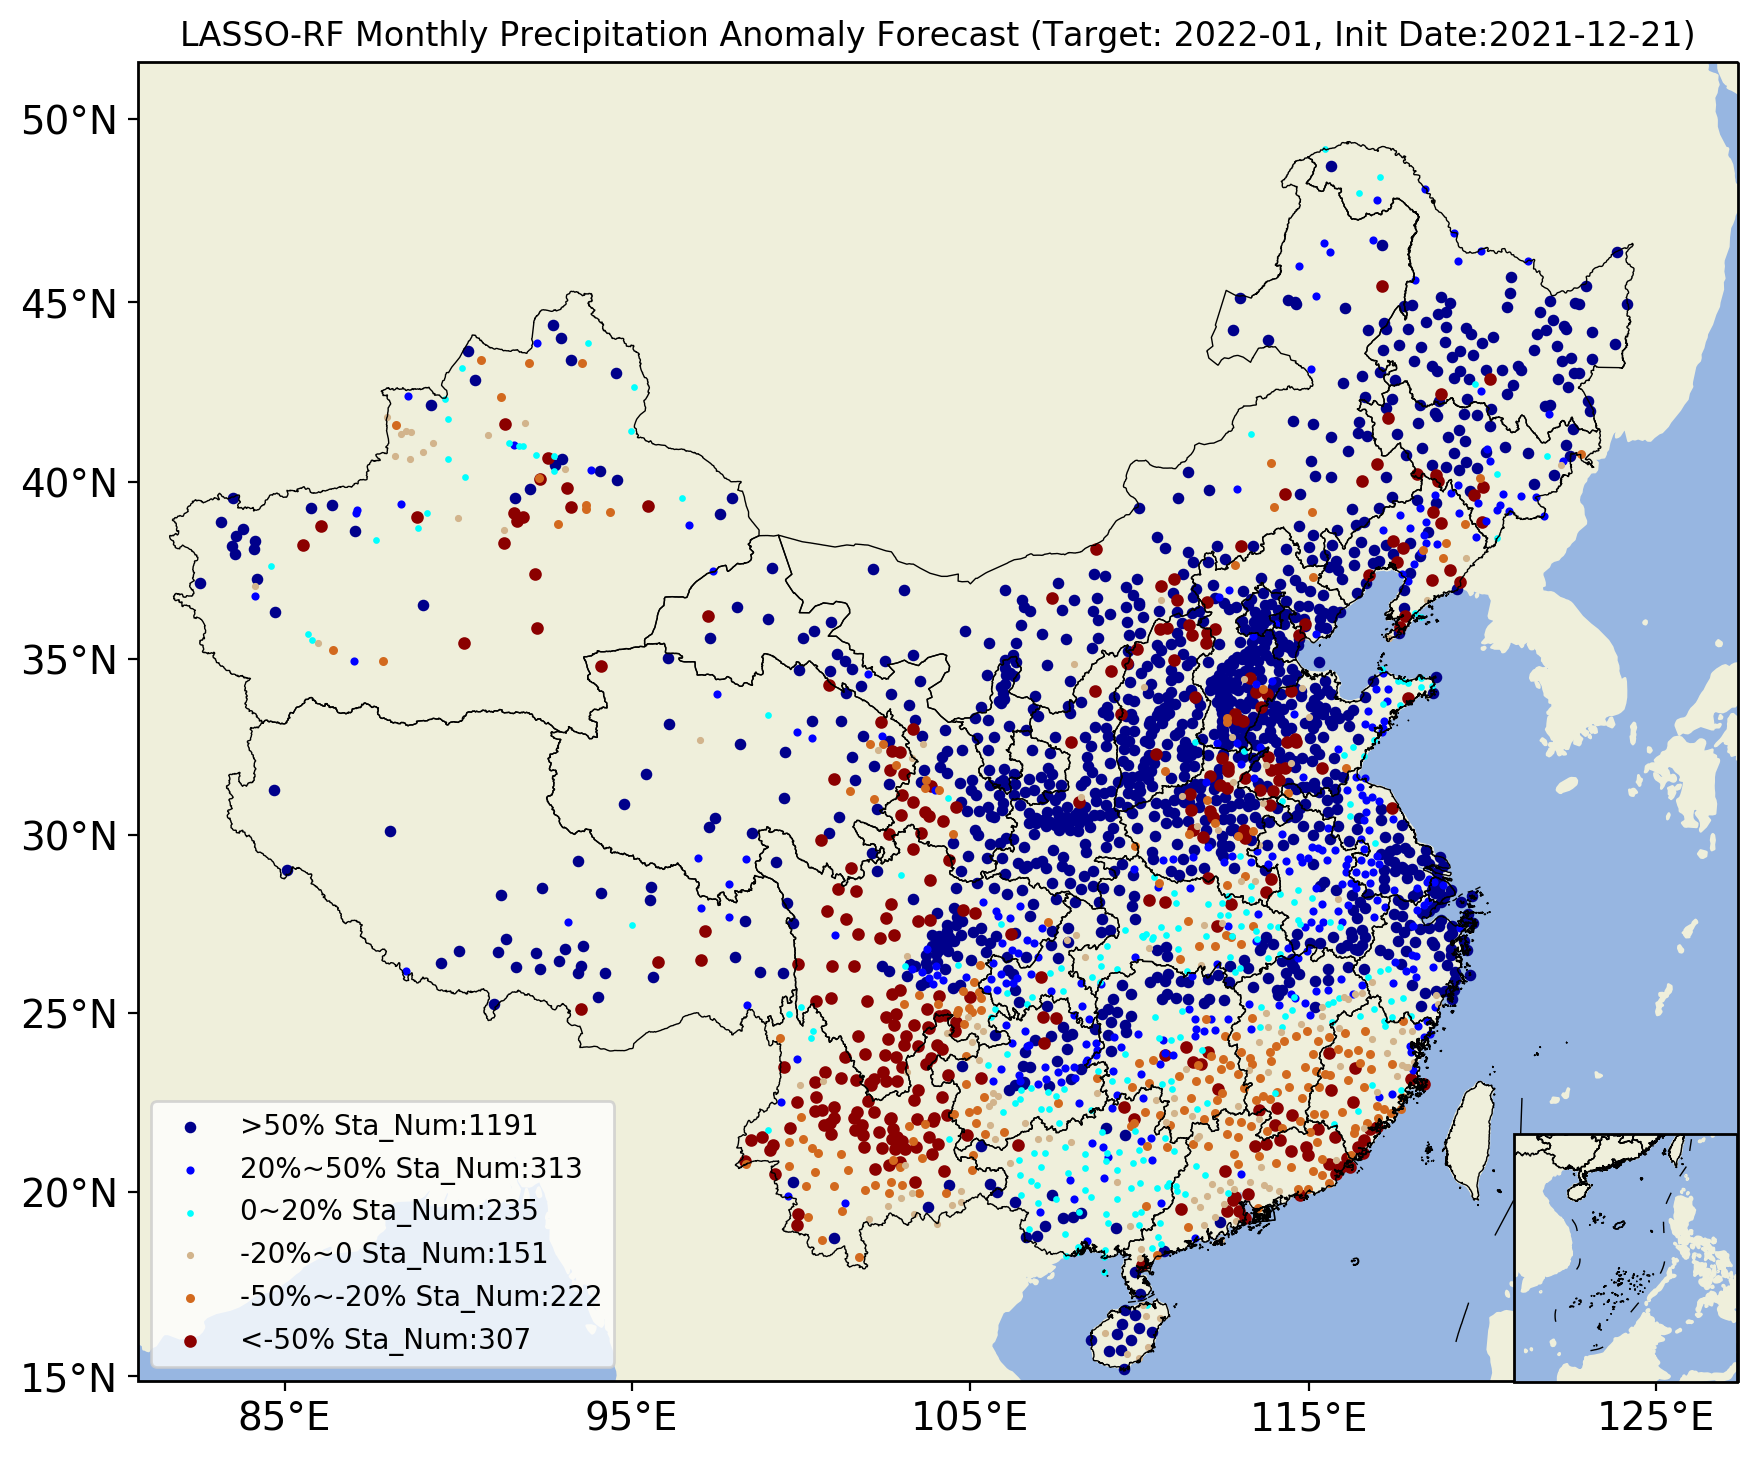 LASSO-RF Monthly Precipitation Anomaly Forecast (Target: 2022-01, Init Date:2021-12-21)
50°N
45°N
40°N
35°N
30°N
25°N
20°N
15°N
>50% Sta_Num:1191
20%~50% Sta_Num:313
0~20% Sta_Num:235
-20%~0 Sta_Num:151
-50%~-20% Sta_Num:222
<-50% Sta_Num:307
85°E
95°E
105°E
115°E
125°E